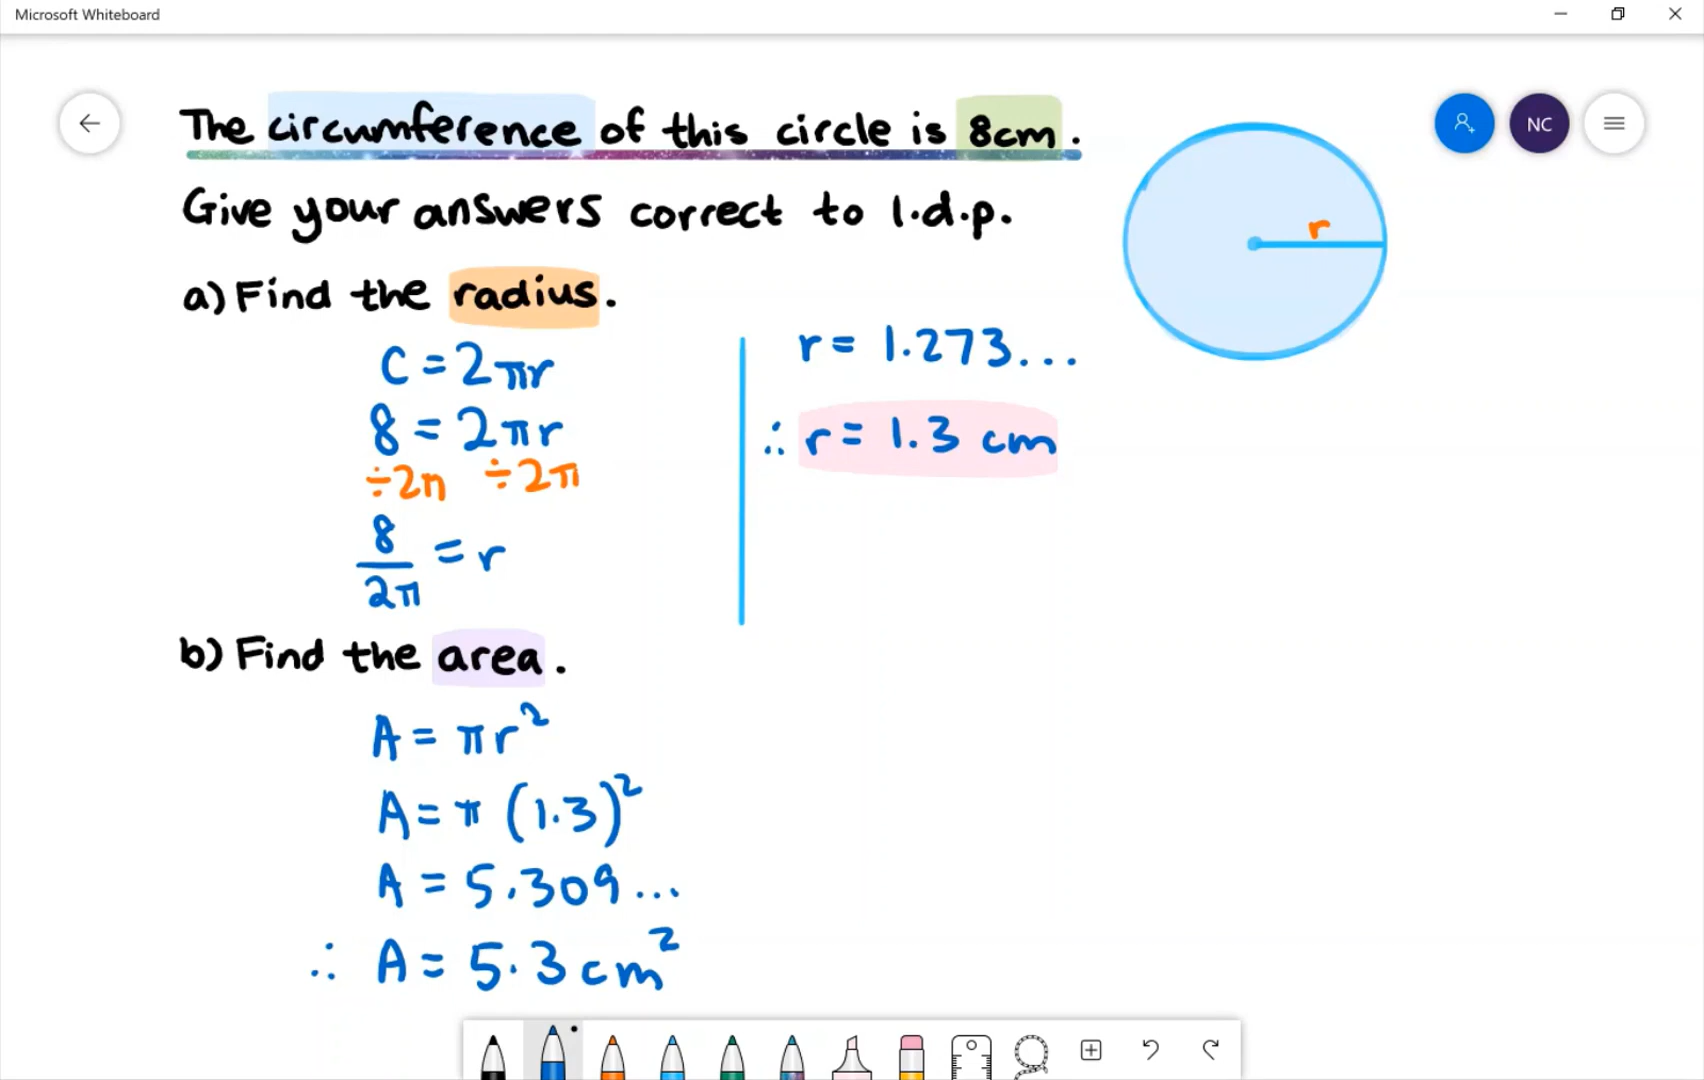 Microsoft Whiteboard
The circumference of this circle is 8cm.
NC
Give your answers correct to 1.d.p.
r
a) Find the radius.
C = 2πr
8 = 2πr
÷2π ÷2π
8/2π = r
r = 1.273...
∴ r = 1.3 cm
b) Find the area.
A = πr²
A = π (1.3)²
A = 5.309...
∴ A = 5.3 cm²